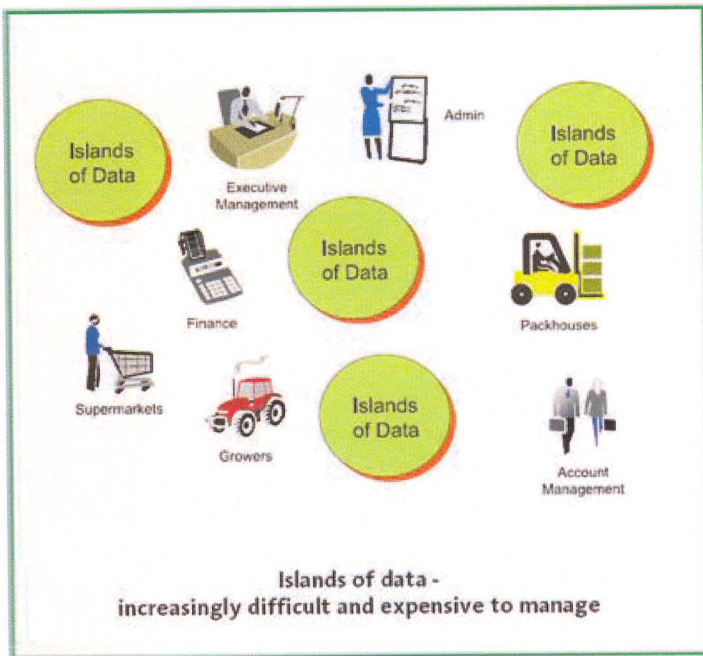 Islands
of Data
Executive
Management
Admin
Islands
of Data
Islands
of Data
Finance
Packhouses
Supermarkets
Growers
Islands
of Data
Account
Management
Islands of data -
increasingly difficult and expensive to manage